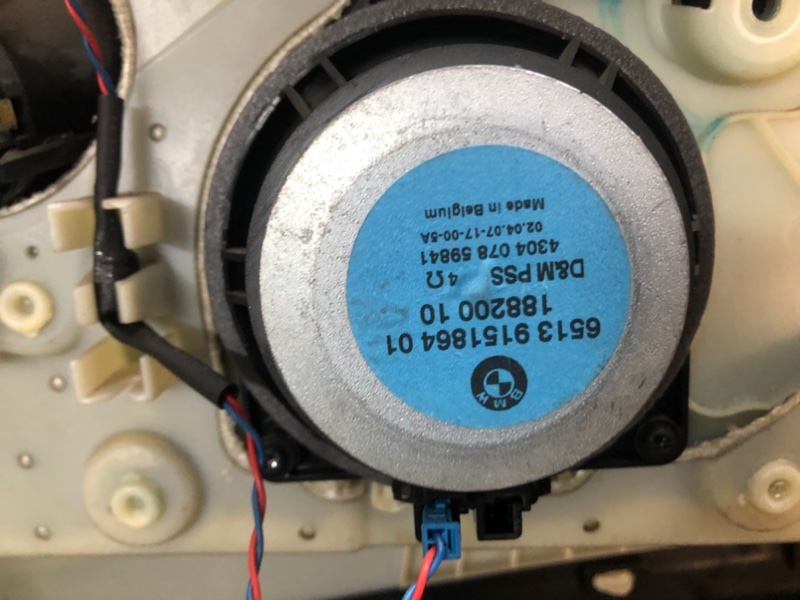 BMW
6513 9151864 01
188200 10
D&M PSS 4 Ω
4304 078 59841
02.04.07-17-00-5A
Made in Belgium